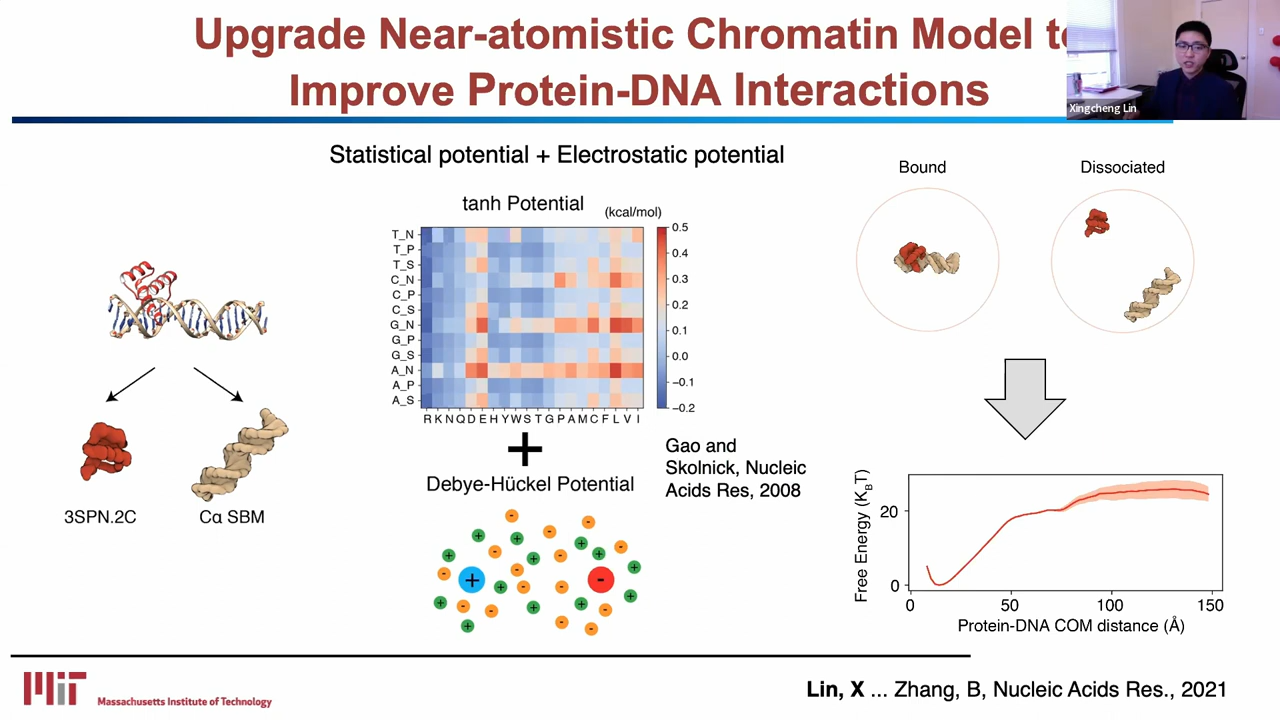 Upgrade Near-atomistic Chromatin Model t
Improve Protein-DNA Interactions
Xingcheng Lin
Statistical potential + Electrostatic potential
tanh Potential
(kcal/mol)
T_N
T_P
T_S
C_N
C_P
C_S
G_N
G_P
G_S
A_N
A_P
A_S
R K N Q D E H Y W S T G P A M C F L V I
0.5
0.4
0.3
0.2
0.1
0.0
−0.1
−0.2
+
Debye-Hückel Potential
Gao and
Skolnick, Nucleic
Acids Res, 2008
3SPN.2C
Cα SBM
Bound
Dissociated
Free Energy (K_BT)
20
0
0 50 100 150
Protein-DNA COM distance (Å)
MIT
Massachusetts Institute of Technology
Lin, X ... Zhang, B, Nucleic Acids Res., 2021